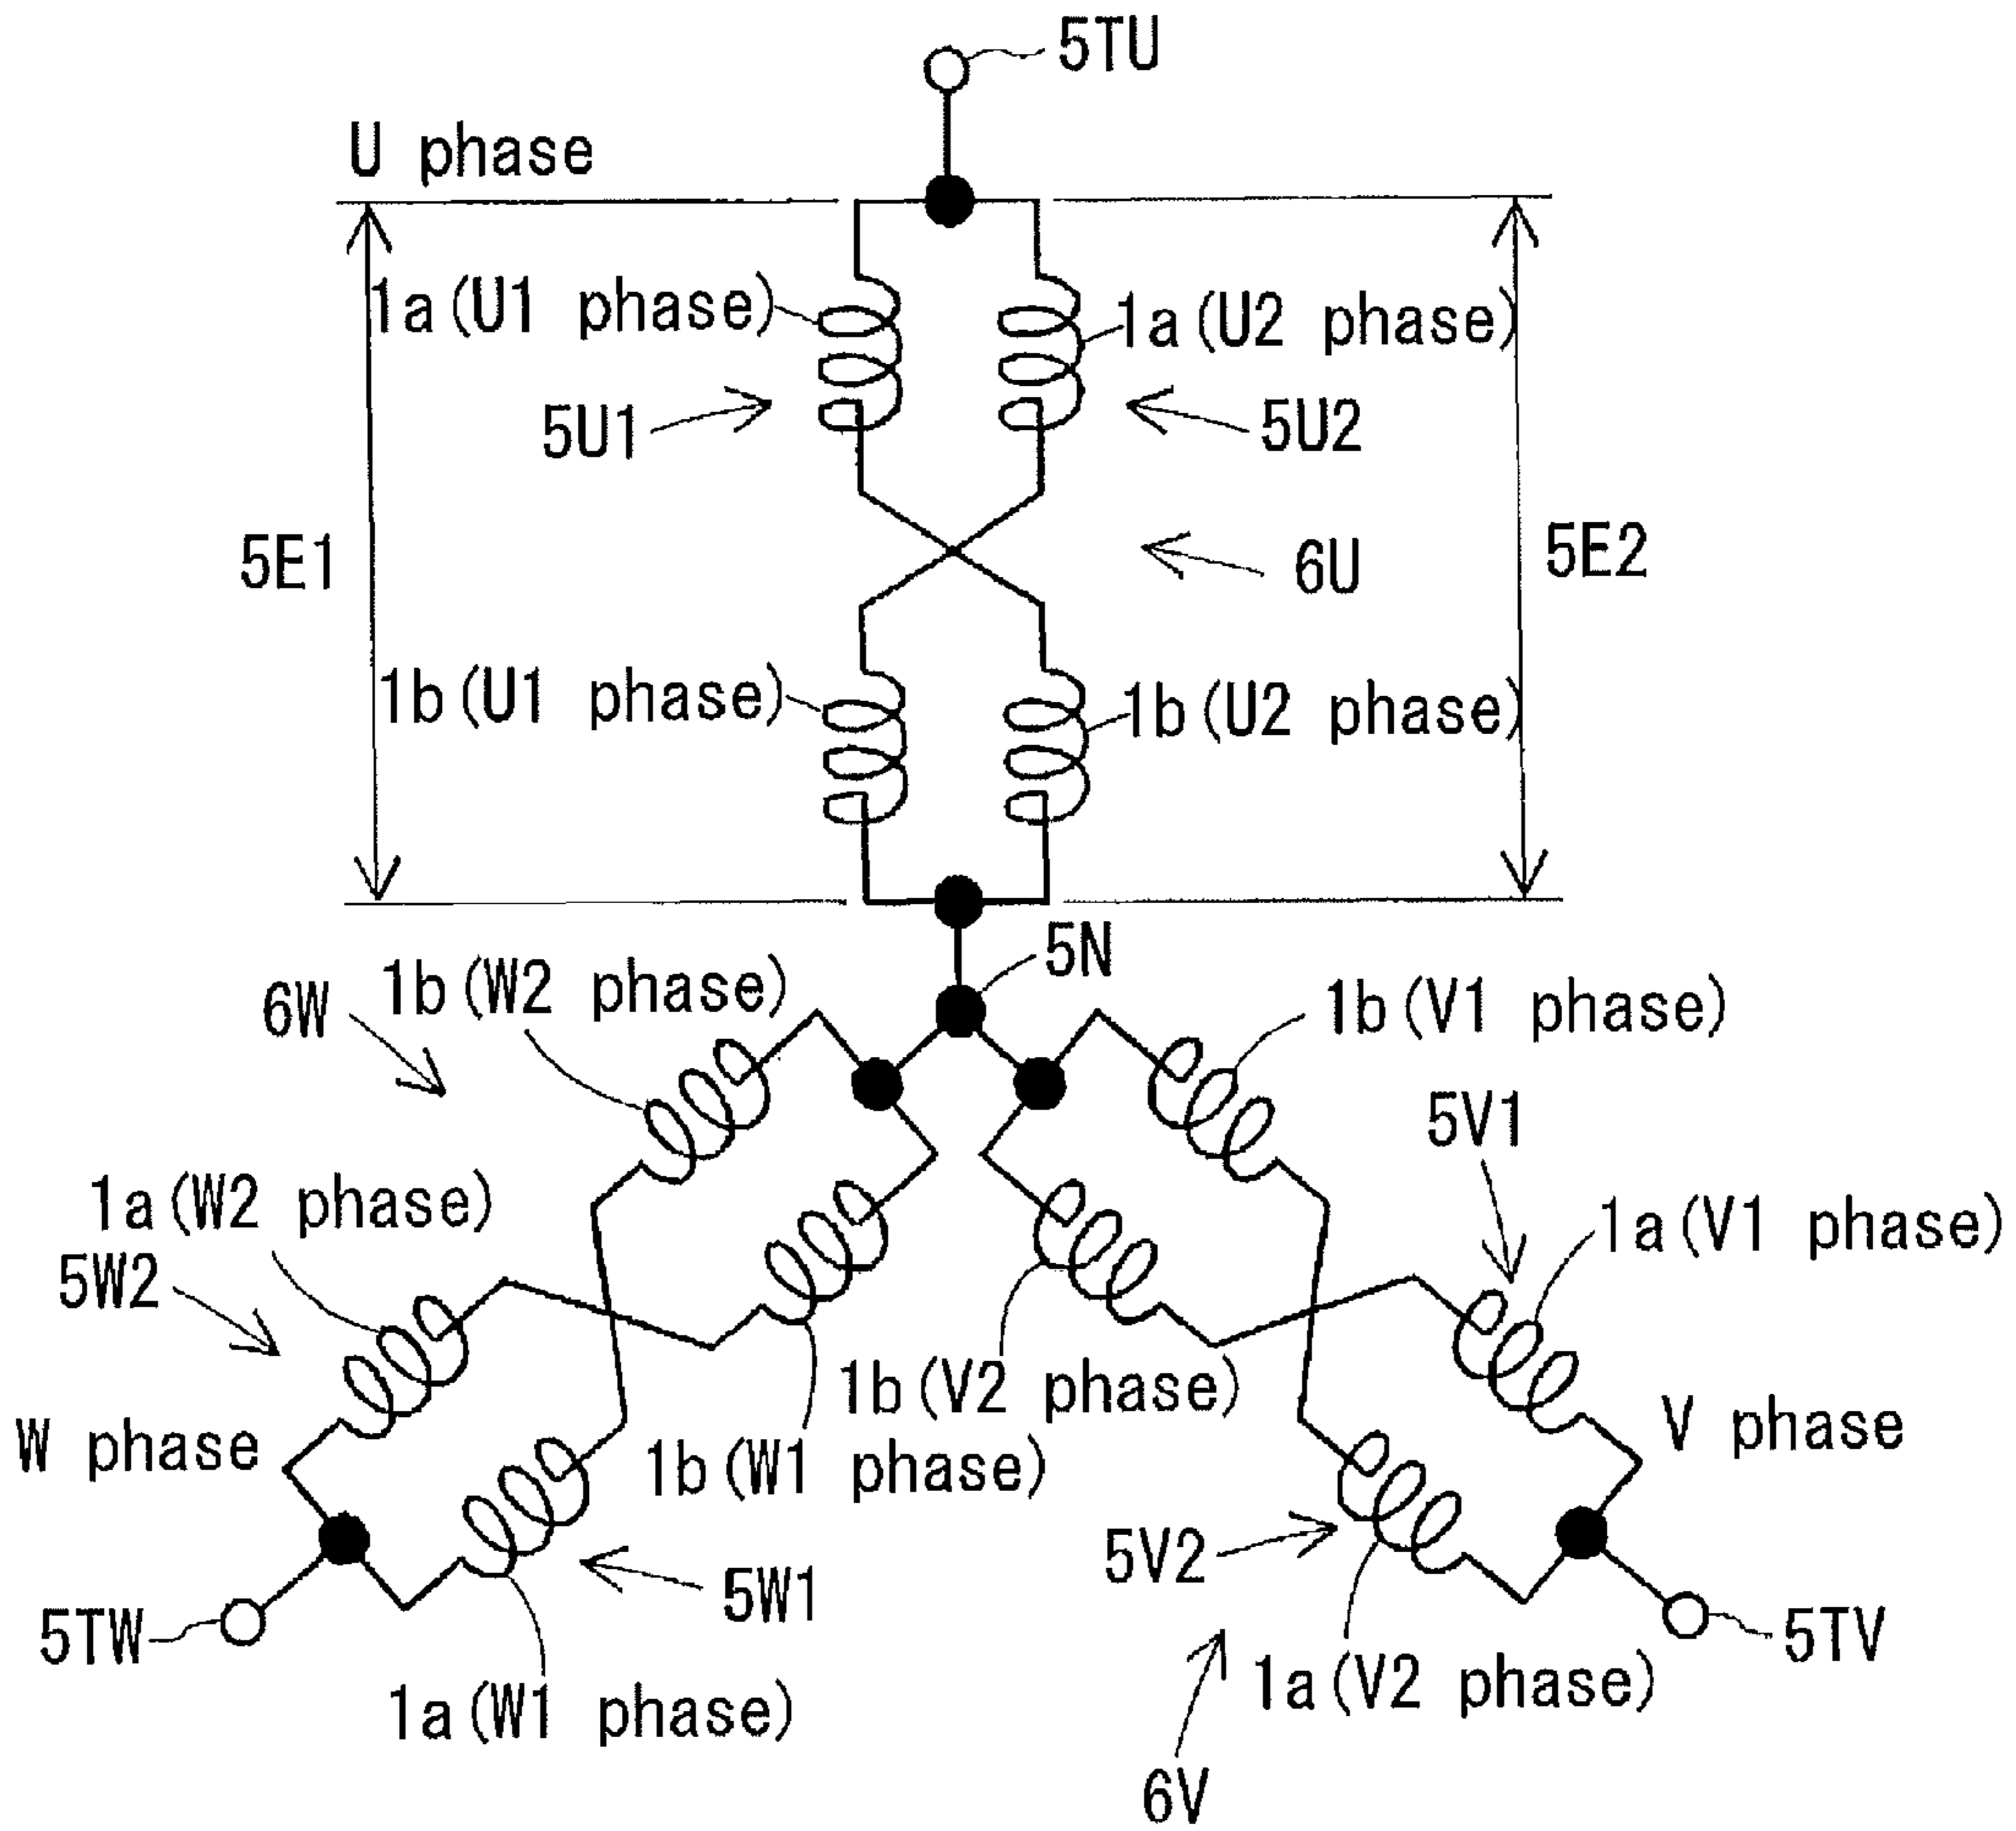 5TU
U phase
1a(U1 phase)
1a(U2 phase)
5U1
5U2
5E1
6U
5E2
1b(U1 phase)
1b(U2 phase)
5N
6W
1b(W2 phase)
1b(V1 phase)
5V1
1a(W2 phase)
1a(V1 phase)
5W2
1b(V2 phase)
W phase
V phase
1b(W1 phase)
5V2
5W1
5TW
5TV
1a(W1 phase)
1a(V2 phase)
6V